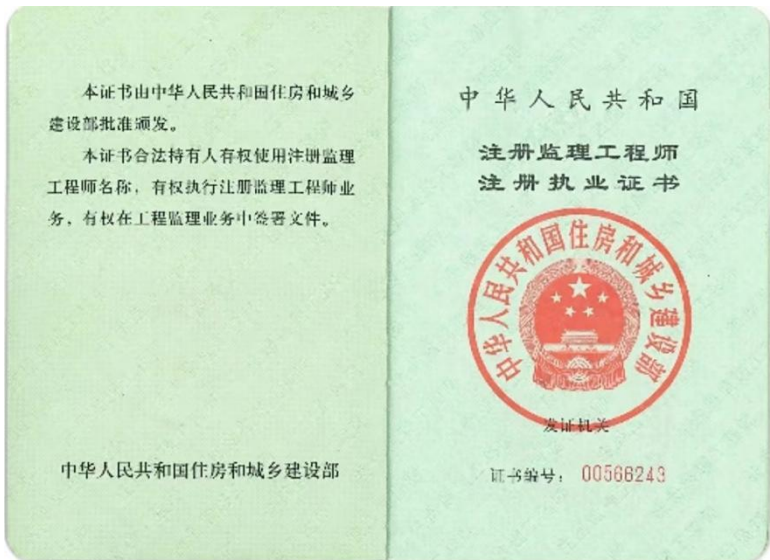 本证书由中华人民共和国住房和城乡
建设部批准颁发。
本证书合法持有人有权使用注册监理
工程师名称，有权执行注册监理工程师业
务，有权在工程监理业务中签署文件。
中华人民共和国住房和城乡建设部
中华人民共和国
注册监理工程师
注册执业证书
中华人民共和国住房和城乡建设部
发证机关
证书编号：00566243